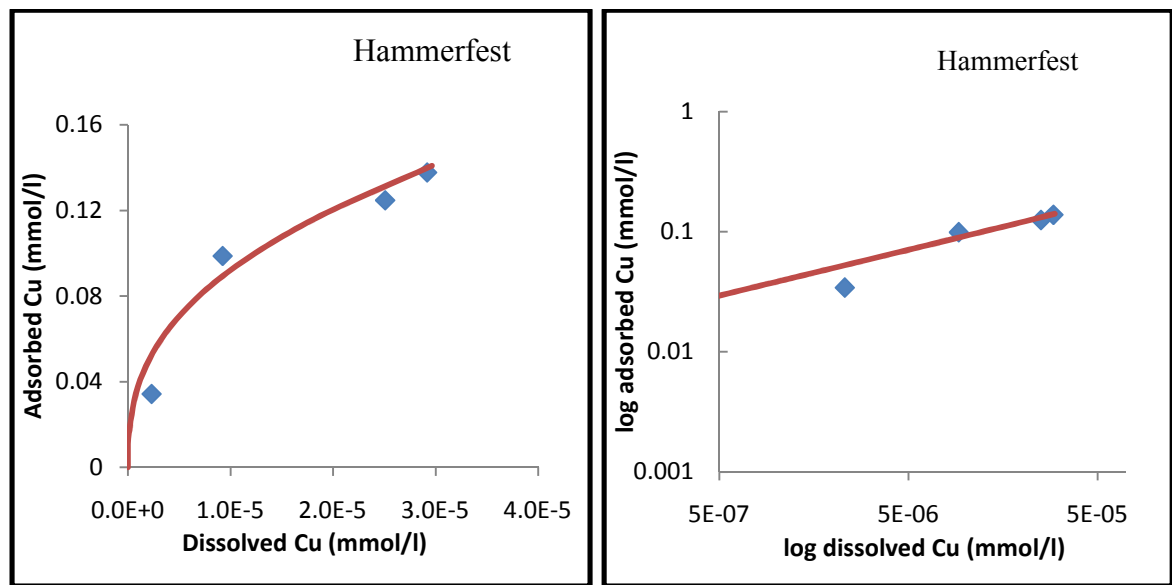 Hammerfest
0.16
0.12
0.08
0.04
0
Adsorbed Cu (mmol/l)
0.0E+0 1.0E-5 2.0E-5 3.0E-5 4.0E-5
Dissolved Cu (mmol/l)
Hammerfest
1
0.1
0.01
0.001
log adsorbed Cu (mmol/l)
5E-07 5E-06 5E-05
log dissolved Cu (mmol/l)